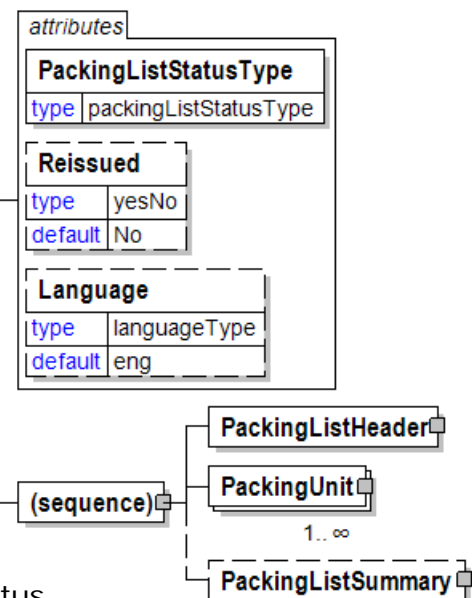 attributes
PackingListStatusType
type packingListStatusType
Reissued
type yesNo
default No
Language
type languageType
default eng
PackingListHeader
(sequence)
PackingUnit
1.. ∞
PackingListSummary